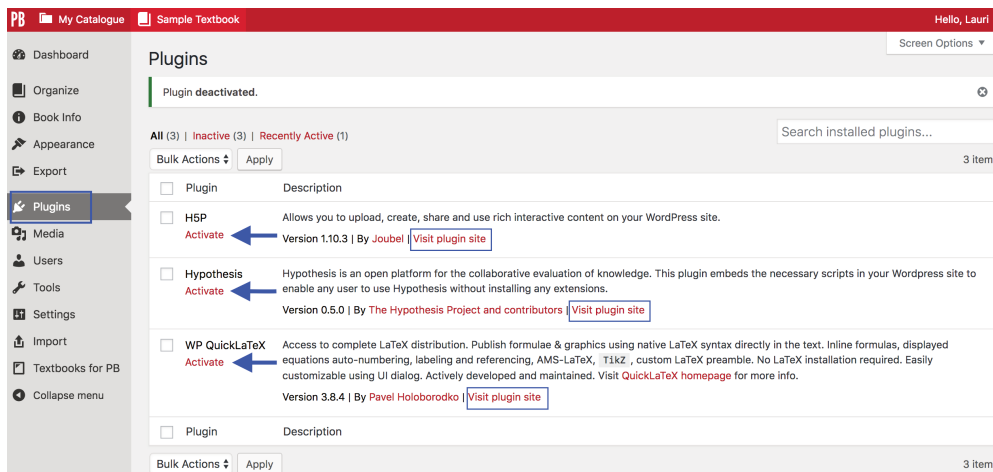 PB My Catalogue Sample Textbook Hello, Lauri
Screen Options ▼
Dashboard
Organize
Book Info
Appearance
Export
Plugins
Media
Users
Tools
Settings
Import
Textbooks for PB
Collapse menu
Plugins
Plugin deactivated.
All (3) | Inactive (3) | Recently Active (1)
Search installed plugins...
Bulk Actions Apply 3 item
Plugin Description
H5P
Activate
Allows you to upload, create, share and use rich interactive content on your WordPress site.
Version 1.10.3 | By Joubel | Visit plugin site
Hypothesis
Activate
Hypothesis is an open platform for the collaborative evaluation of knowledge. This plugin embeds the necessary scripts in your Wordpress site to
enable any user to use Hypothesis without installing any extensions.
Version 0.5.0 | By The Hypothesis Project and contributors | Visit plugin site
WP QuickLaTeX
Activate
Access to complete LaTeX distribution. Publish formulae & graphics using native LaTeX syntax directly in the text. Inline formulas, displayed
equations auto-numbering, labeling and referencing, AMS-LaTeX, TikZ , custom LaTeX preamble. No LaTeX installation required. Easily
customizable using UI dialog. Actively developed and maintained. Visit QuickLaTeX homepage for more info.
Version 3.8.4 | By Pavel Holoborodko | Visit plugin site
Plugin Description
Bulk Actions Apply 3 item